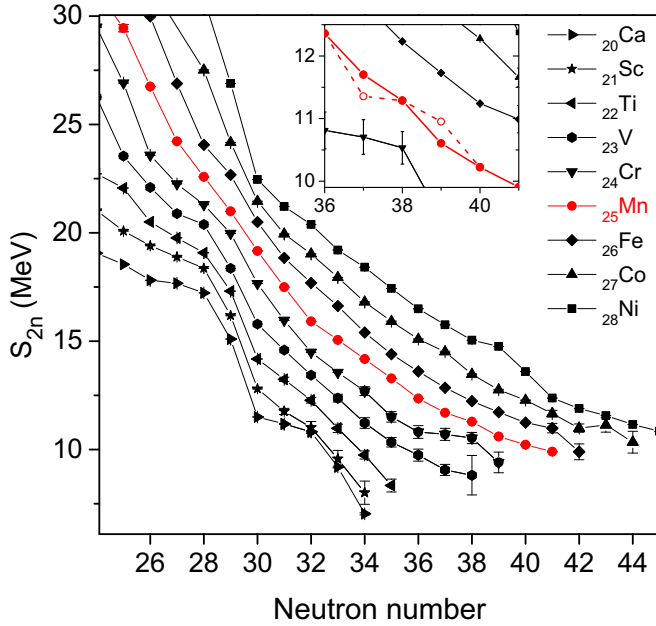 S2n (MeV)
30
25
20
15
10
26 28 30 32 34 36 38 40 42 44
Neutron number
12
11
10
36 38 40
20Ca
21Sc
22Ti
23V
24Cr
25Mn
26Fe
27Co
28Ni